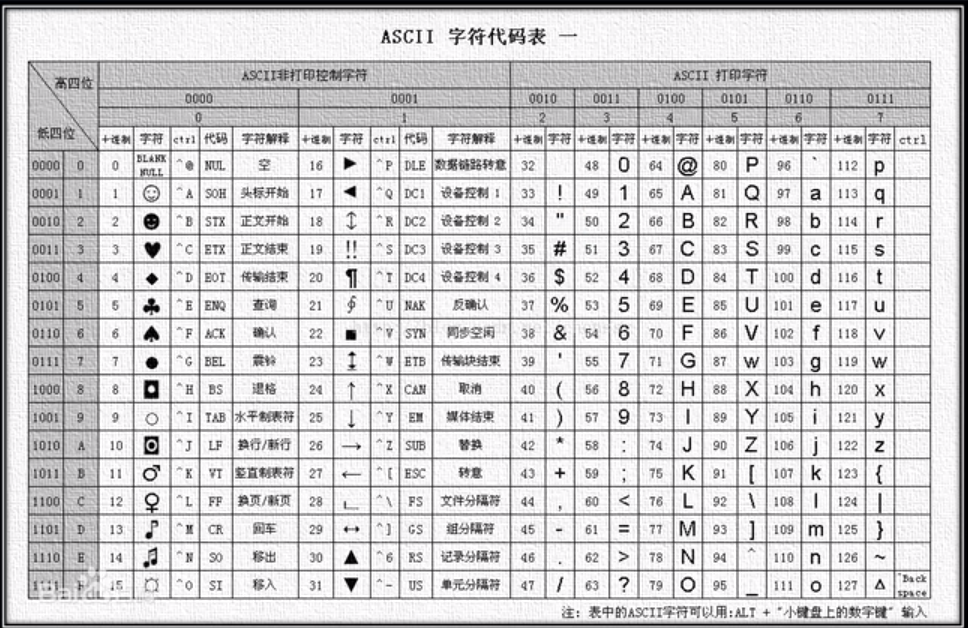 ASCII 字符代码表 一
高四位 ASCII非打印控制字符 ASCII 打印字符
0000 0001 0010 0011 0100 0101 0110 0111
0 1 2 3 4 5 6 7
低四位 十进制 字符 ctrl 代码 字符解释 十进制 字符 ctrl 代码 字符解释 十进制 字符 十进制 字符 十进制 字符 十进制 字符 十进制 字符 十进制 字符 ctrl
0000 0 0 BLANK NULL ^@ NUL 空 16 ► ^P DLE 数据链路转意 32 48 0 64 @ 80 P 96 ` 112 p
0001 1 1 ☺ ^A SOH 头标开始 17 ◄ ^Q DC1 设备控制 1 33 ! 49 1 65 A 81 Q 97 a 113 q
0010 2 2 ☻ ^B STX 正文开始 18 ↕ ^R DC2 设备控制 2 34 " 50 2 66 B 82 R 98 b 114 r
0011 3 3 ♥ ^C ETX 正文结束 19 ‼ ^S DC3 设备控制 3 35 # 51 3 67 C 83 S 99 c 115 s
0100 4 4 ♦ ^D EOT 传输结束 20 ¶ ^T DC4 设备控制 4 36 $ 52 4 68 D 84 T 100 d 116 t
0101 5 5 ♣ ^E ENQ 查询 21 ∮ ^U NAK 反确认 37 % 53 5 69 E 85 U 101 e 117 u
0110 6 6 ♠ ^F ACK 确认 22 ■ ^V SYN 同步空闲 38 & 54 6 70 F 86 V 102 f 118 v
0111 7 7 ● ^G BEL 震铃 23 ↨ ^W ETB 传输块结束 39 ' 55 7 71 G 87 w 103 g 119 w
1000 8 8 ◘ ^H BS 退格 24 ↑ ^X CAN 取消 40 ( 56 8 72 H 88 X 104 h 120 x
1001 9 9 ○ ^I TAB 水平制表符 25 ↓ ^Y EM 媒体结束 41 ) 57 9 73 I 89 Y 105 i 121 y
1010 A 10 ◙ ^J LF 换行/新行 26 → ^Z SUB 替换 42 * 58 : 74 J 90 Z 106 j 122 z
1011 B 11 ♂ ^K VT 竖直制表符 27 ← ^[ ESC 转意 43 + 59 ; 75 K 91 [ 107 k 123 {
1100 C 12 ♀ ^L FF 换页/新页 28 ∟ ^\ FS 文件分隔符 44 , 60 < 76 L 92 \ 108 l 124 |
1101 D 13 ♪ ^M CR 回车 29 ↔ ^] GS 组分隔符 45 - 61 = 77 M 93 ] 109 m 125 }
1110 E 14 ♫ ^N SO 移出 30 ▲ ^6 RS 记录分隔符 46 . 62 > 78 N 94 ^ 110 n 126 ~
1111 F 15 ☼ ^O SI 移入 31 ▼ ^- US 单元分隔符 47 / 63 ? 79 O 95 _ 111 o 127 Δ ^Back space
注：表中的ASCII字符可以用:ALT + "小键盘上的数字键" 输入